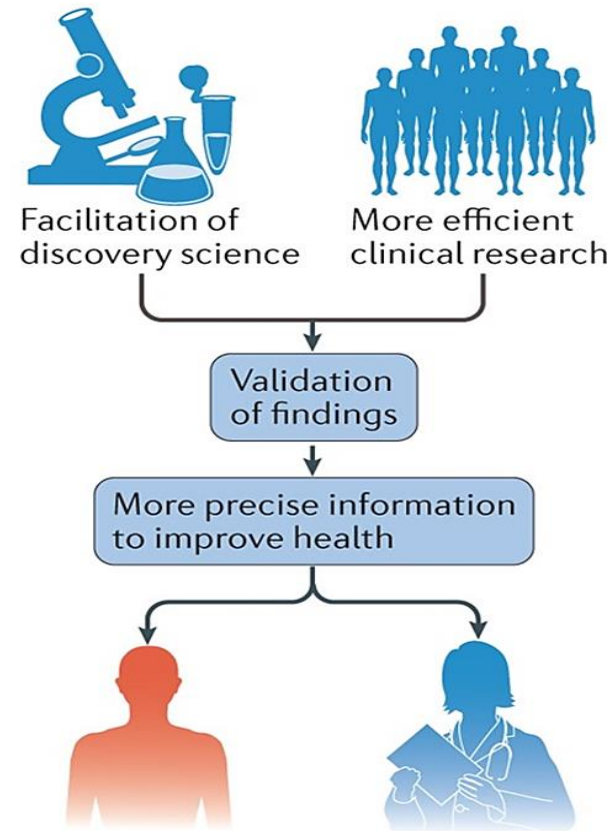 Facilitation of
discovery science
More efficient
clinical research
Validation
of findings
More precise information
to improve health